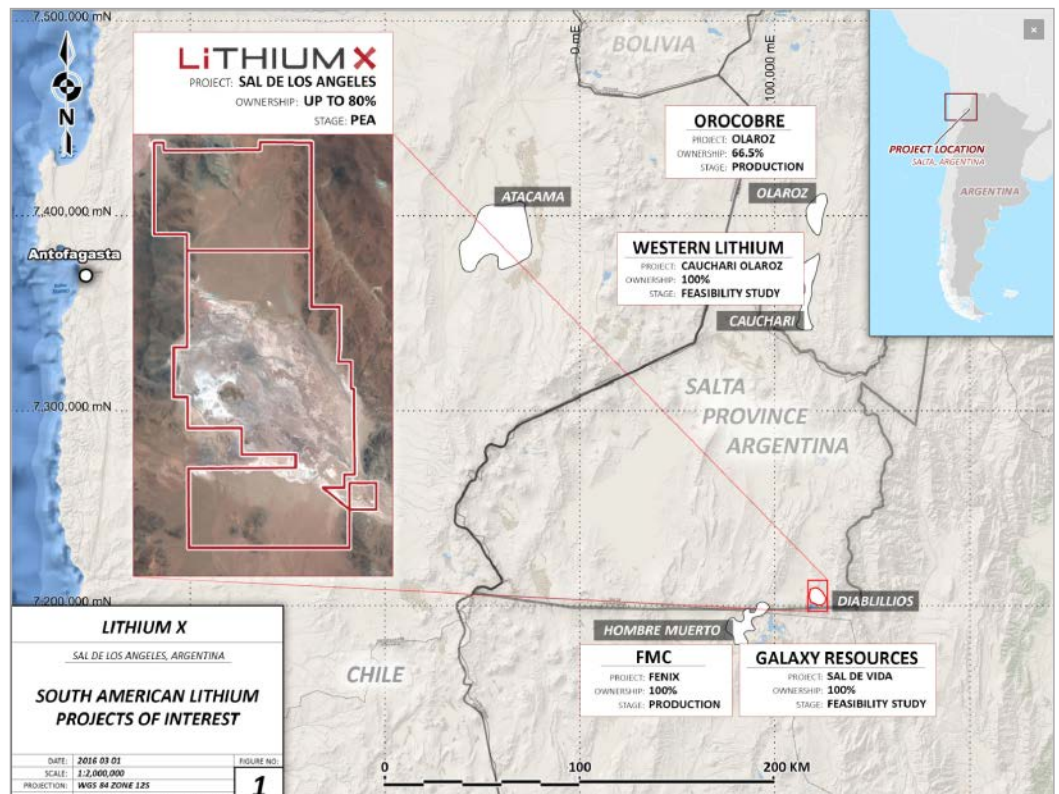 7,500,000 mN
N
LiTHIUM X
PROJECT: SAL DE LOS ANGELES
OWNERSHIP: UP TO 80%
STAGE: PEA
0 mE
BOLIVIA
100,000 mE
×
PROJECT LOCATION
SALTA, ARGENTINA
ARGENTINA
OROCOBRE
PROJECT: OLAROZ
OWNERSHIP: 66.5%
STAGE: PRODUCTION
ATACAMA
OLAROZ
7,400,000 mN
Antofagasta
WESTERN LITHIUM
PROJECT: CAUCHARI OLAROZ
OWNERSHIP: 100%
STAGE: FEASIBILITY STUDY
CAUCHARI
SALTA
PROVINCE
ARGENTINA
7,300,000 mN
7,200,000 mN
DIABLILLIOS
HOMBRE MUERTO
CHILE
FMC
PROJECT: FENIX
OWNERSHIP: 100%
STAGE: PRODUCTION
GALAXY RESOURCES
PROJECT: SAL DE VIDA
OWNERSHIP: 100%
STAGE: FEASIBILITY STUDY
LITHIUM X
SAL DE LOS ANGELES, ARGENTINA
SOUTH AMERICAN LITHIUM
PROJECTS OF INTEREST
DATE: 2016 03 01
SCALE: 1:2,000,000
PROJECTION: WGS 84 ZONE 12S
FIGURE NO:
1
0 100 200 KM